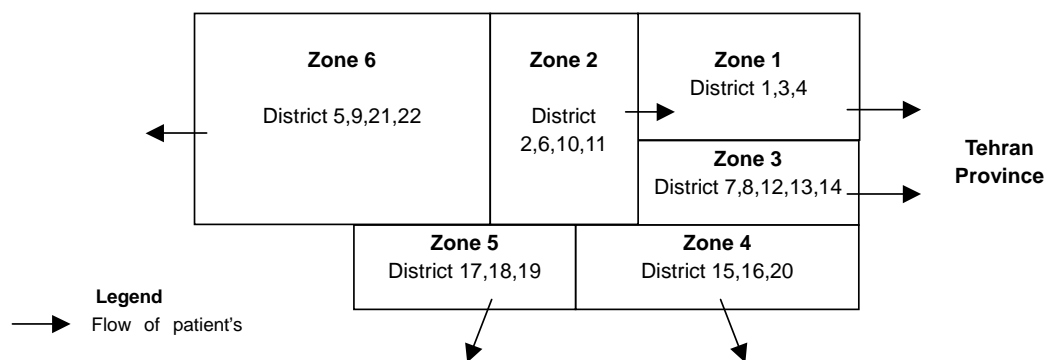 Zone 6
District 5,9,21,22
Zone 2
District
2,6,10,11
Zone 1
District 1,3,4
Zone 3
District 7,8,12,13,14
Tehran
Province
Zone 5
District 17,18,19
Zone 4
District 15,16,20
Legend
Flow of patient's